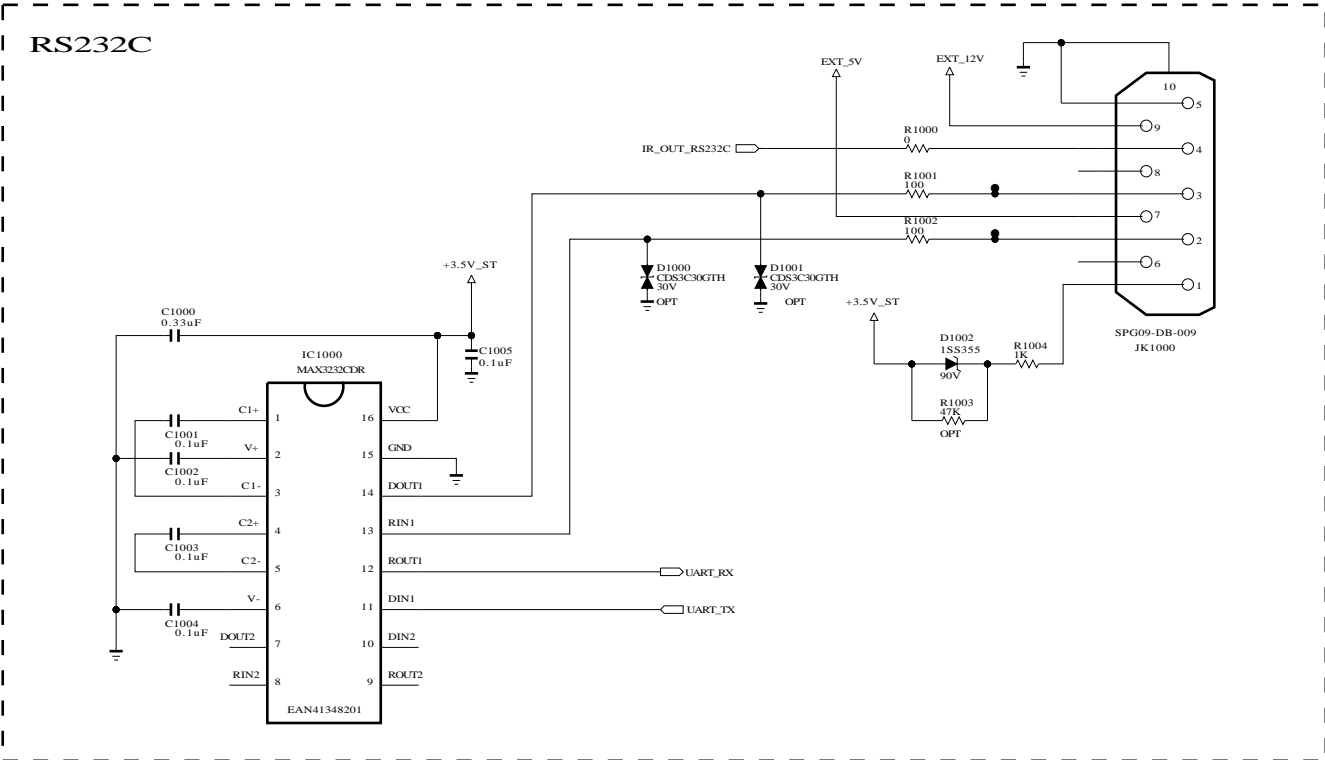 RS232C
EXT_5V
EXT_12V
10
5
9
R1000
0
IR_OUT_RS232C
4
8
R1001
100
3
7
R1002
100
2
6
1
D1000
CDS3C30GTH
30V
OPT
D1001
CDS3C30GTH
30V
OPT
+3.5V_ST
+3.5V_ST
SPG09-DB-009
JK1000
D1002
1SS355
90V
R1004
1K
R1003
47K
OPT
C1000
0.33uF
C1005
0.1uF
IC1000
MAX3232CDR
C1+
1
16
VCC
C1001
0.1uF
V+
2
15
GND
C1002
0.1uF
C1-
3
14
DOUT1
C2+
4
13
RIN1
C1003
0.1uF
C2-
5
12
ROUT1
UART_RX
V-
6
11
DIN1
UART_TX
C1004
0.1uF
DOUT2
7
10
DIN2
RIN2
8
9
ROUT2
EAN41348201